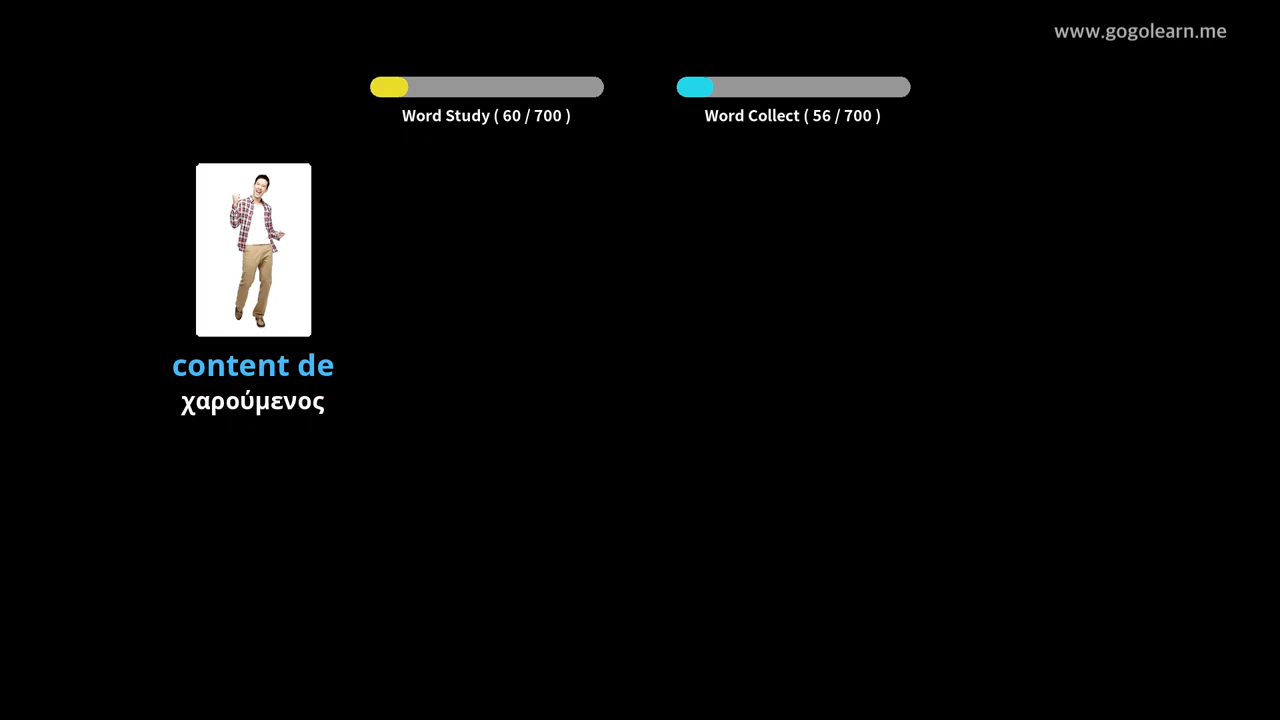 www.gogolearn.me
Word Study ( 60 / 700 )
Word Collect ( 56 / 700 )
content de
χαρούμενος